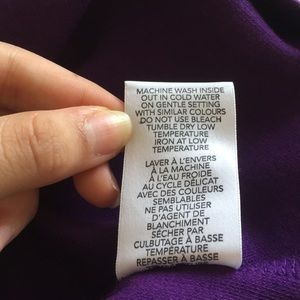 MACHINE WASH INSIDE
OUT IN COLD WATER
ON GENTLE SETTING
WITH SIMILAR COLOURS
DO NOT USE BLEACH
TUMBLE DRY LOW
TEMPERATURE
IRON AT LOW
TEMPERATURE
LAVER À L'ENVERS
À LA MACHINE
À L'EAU FROIDE
AU CYCLE DÉLICAT
AVEC DES COULEURS
SEMBLABLES
NE PAS UTILISER
D'AGENT DE
BLANCHIMENT
SÉCHER PAR
CULBUTAGE À BASSE
TEMPÉRATURE
REPASSER À BASSE